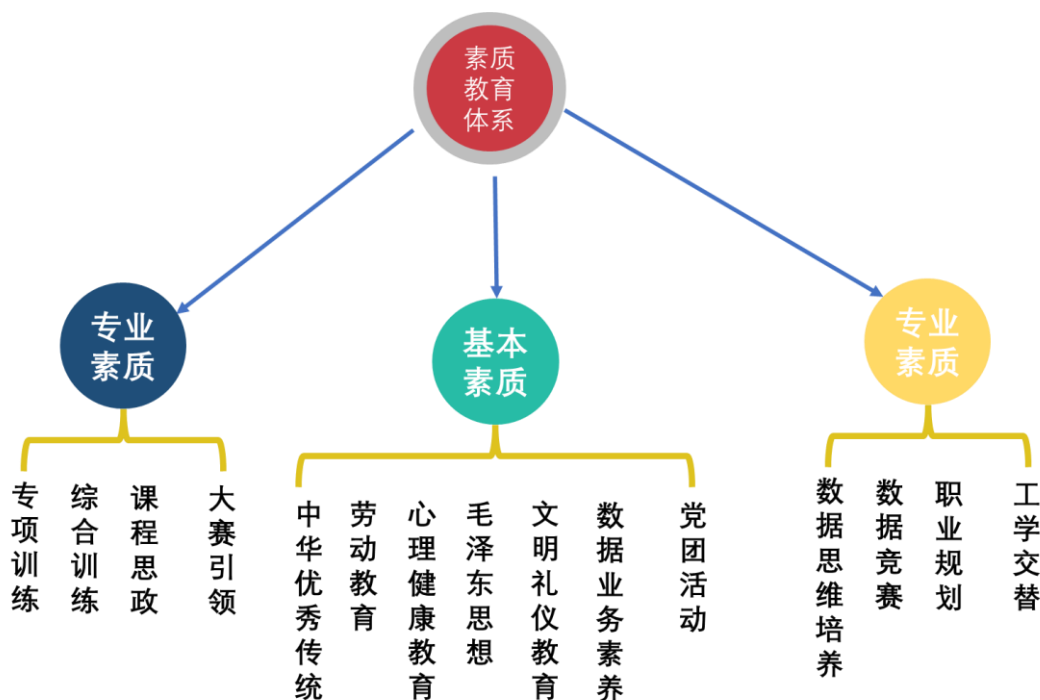 素质
教育
体系
专业
素质
基本
素质
专业
素质
专项训练
综合训练
课程思政
大赛引领
中华优秀传统
劳动教育
心理健康教育
毛泽东思想
文明礼仪教育
数据业务素养
党团活动
数据思维培养
数据竞赛
职业规划
工学交替